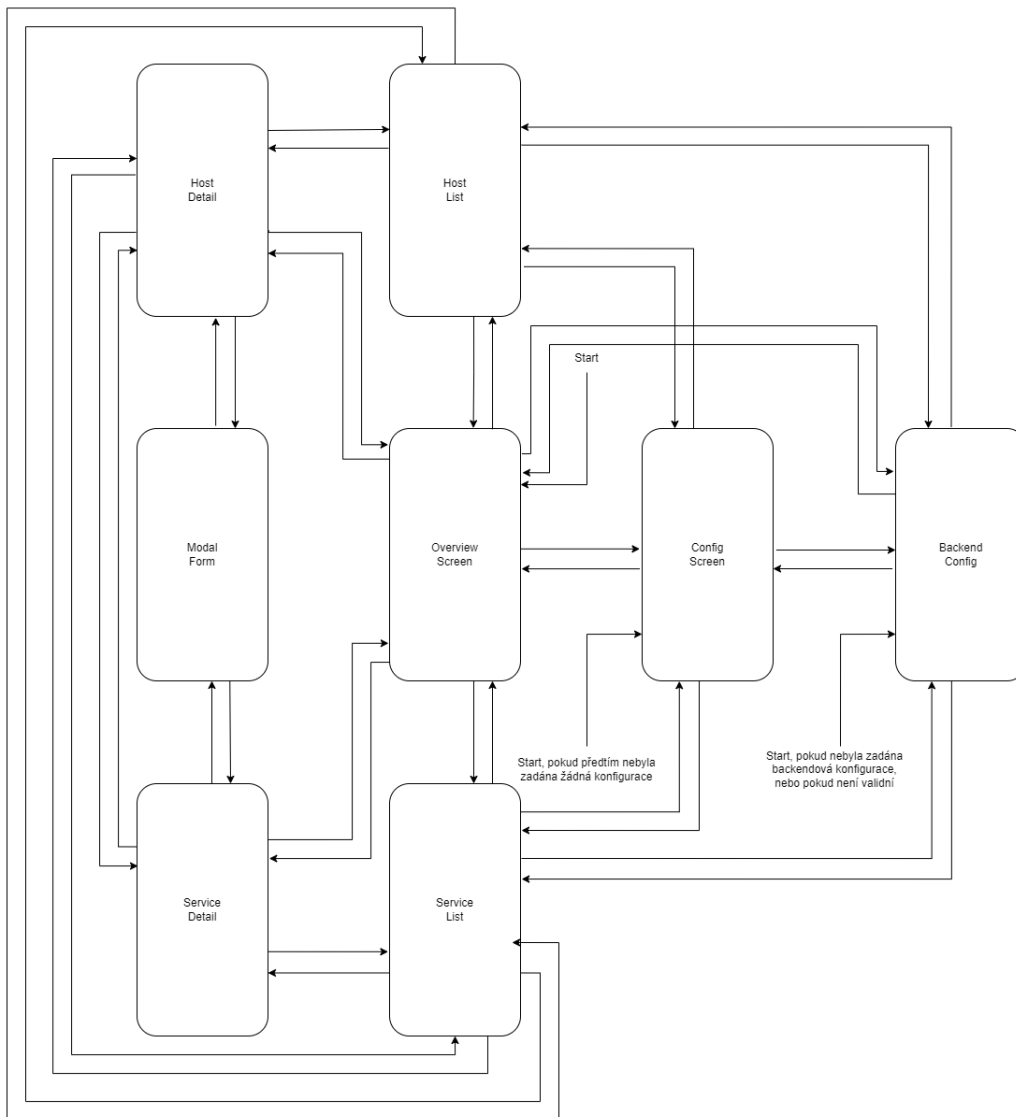 Host
Detail
Host
List
Start
Modal
Form
Overview
Screen
Config
Screen
Backend
Config
Start, pokud předtím nebyla
zadána žádná konfigurace
Start, pokud nebyla zadána
backendová konfigurace,
nebo pokud není validní
Service
Detail
Service
List